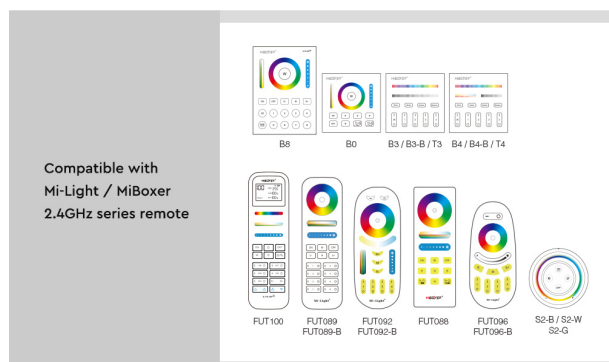 Compatible with
Mi-Light / MiBoxer
2.4GHz series remote
B8
B0
B3 / B3-B / T3
B4 / B4-B / T4
FUT100
FUT089
FUT089-B
FUT092
FUT092-B
FUT088
FUT096
FUT096-B
S2-B / S2-W
S2-G